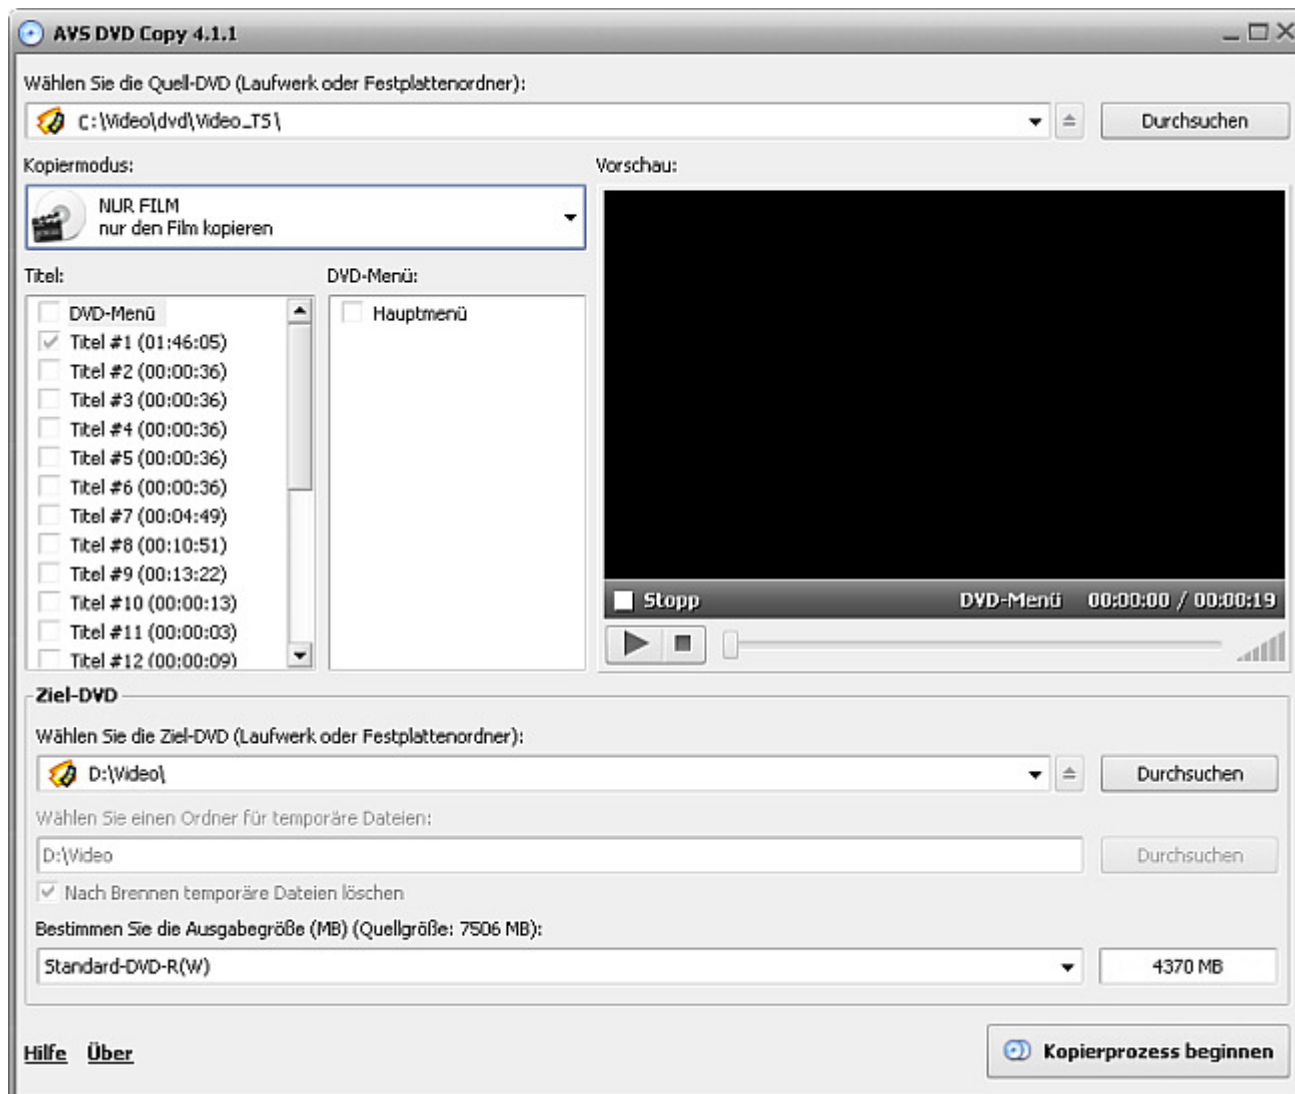 AVS DVD Copy 4.1.1
Wählen Sie die Quell-DVD (Laufwerk oder Festplattenordner):
C:\Video\dvd\Video_TS\
Durchsuchen
Kopiermodus:
NUR FILM
nur den Film kopieren
Titel:
DVD-Menü
Titel #1 (01:46:05)
Titel #2 (00:00:36)
Titel #3 (00:00:36)
Titel #4 (00:00:36)
Titel #5 (00:00:36)
Titel #6 (00:00:36)
Titel #7 (00:04:49)
Titel #8 (00:10:51)
Titel #9 (00:13:22)
Titel #10 (00:00:13)
Titel #11 (00:00:03)
Titel #12 (00:00:09)
DVD-Menü:
Hauptmenü
Vorschau:
Stopp
DVD-Menü 00:00:00 / 00:00:19
Ziel-DVD
Wählen Sie die Ziel-DVD (Laufwerk oder Festplattenordner):
D:\Video\
Durchsuchen
Wählen Sie einen Ordner für temporäre Dateien:
D:\Video
Durchsuchen
Nach Brennen temporäre Dateien löschen
Bestimmen Sie die Ausgabegröße (MB) (Quellgröße: 7506 MB):
Standard-DVD-R(W)
4370 MB
Hilfe Über
Kopierprozess beginnen